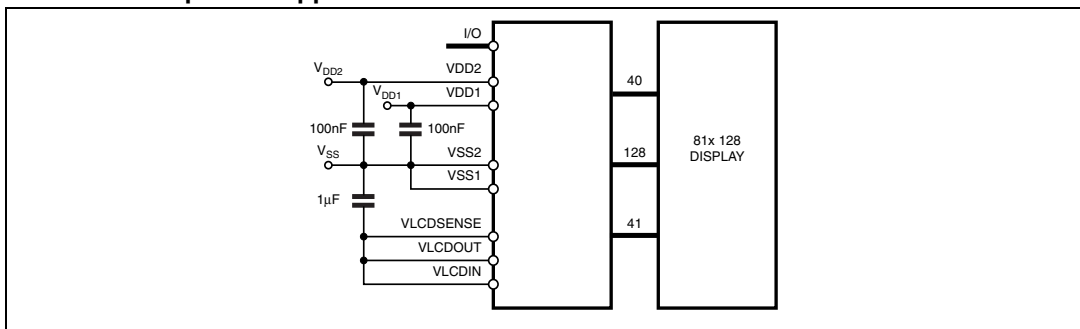 I/O
VDD2
VDD2
VDD1
VDD1
100nF
100nF
VSS
VSS2
VSS1
1µF
VLCDSENSE
VLCDOUT
VLCDIN
40
128
41
81x 128
DISPLAY